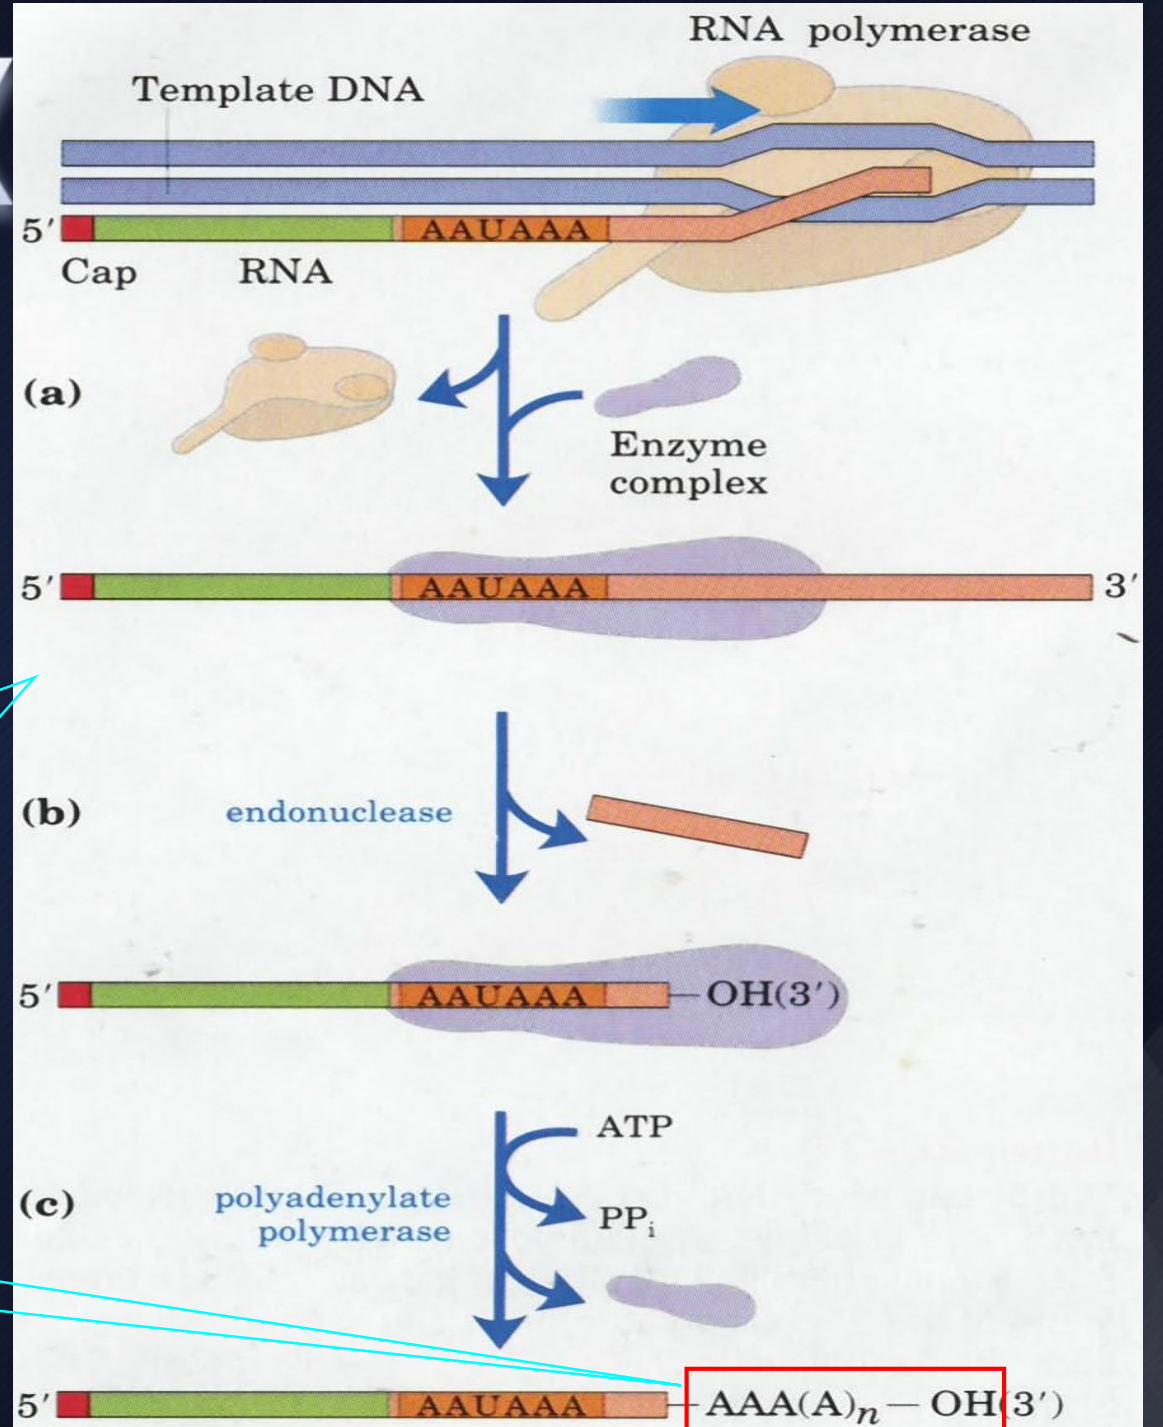 RNA polymerase
Template DNA
5′ AAUAAA
Cap RNA
(a)
Enzyme
complex
5′ AAUAAA 3′
(b) endonuclease
5′ AAUAAA OH(3′)
ATP
(c) polyadenylate
polymerase
PPi
5′ AAUAAA AAA(A)n—OH(3′)